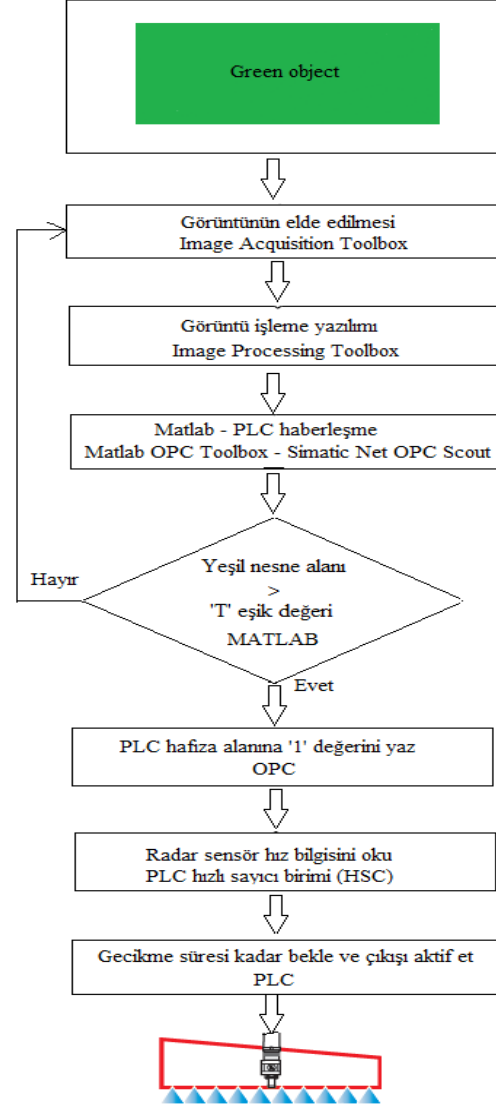 Green object
Görüntünün elde edilmesi
Image Acquisition Toolbox
Görüntü işleme yazılımı
Image Processing Toolbox
Matlab - PLC haberleşme
Matlab OPC Toolbox - Simatic Net OPC Scout
Hayır
Yeşil nesne alanı
>
'T' eşik değeri
MATLAB
Evet
PLC hafıza alanına '1' değerini yaz
OPC
Radar sensör hız bilgisini oku
PLC hızlı sayıcı birimi (HSC)
Gecikme süresi kadar bekle ve çıkışı aktif et
PLC